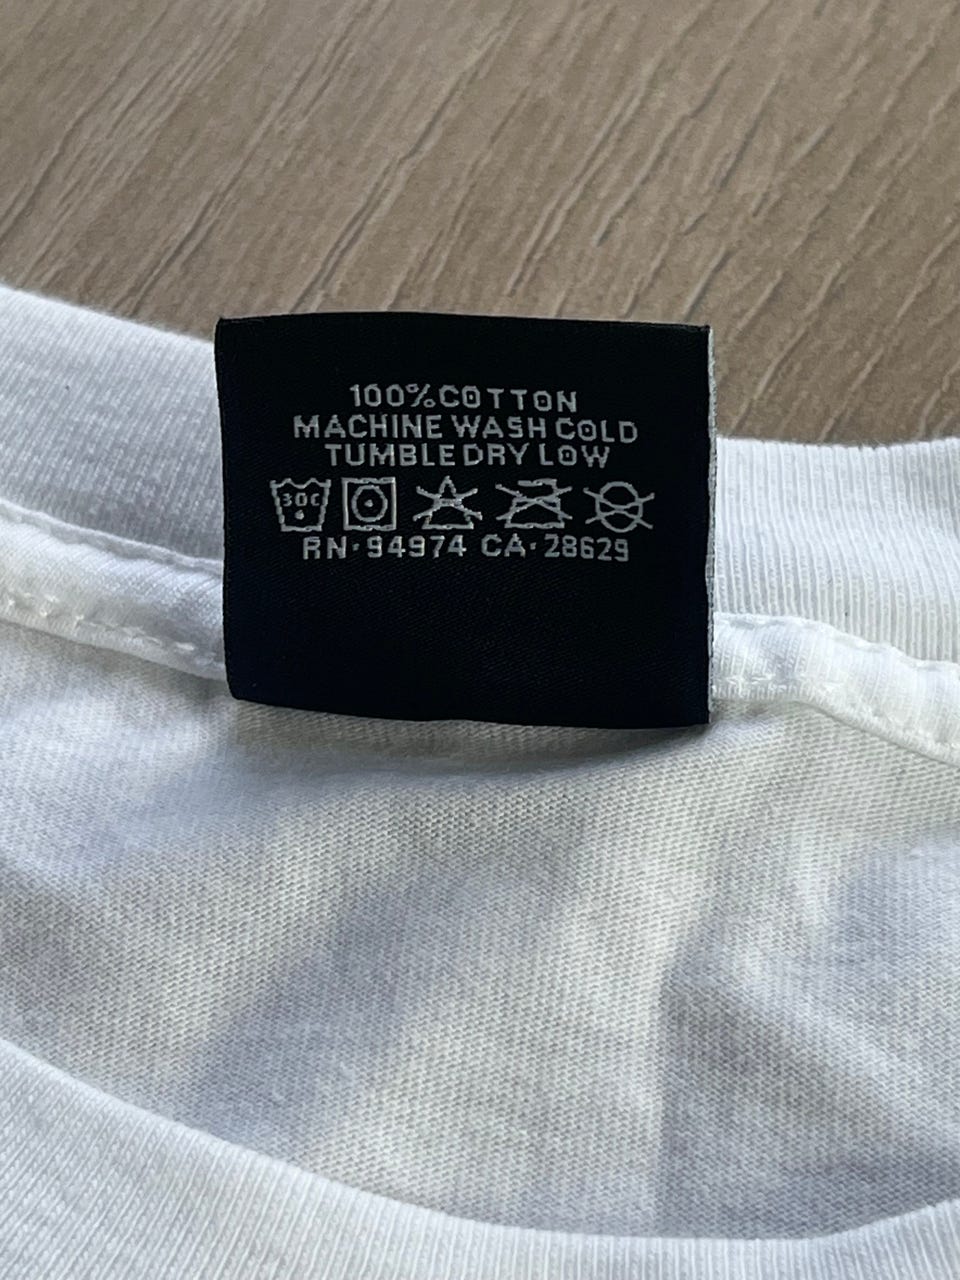 100% COTTON
MACHINE WASH COLD
TUMBLE DRY LOW
30C
RN·94974 CA·28629